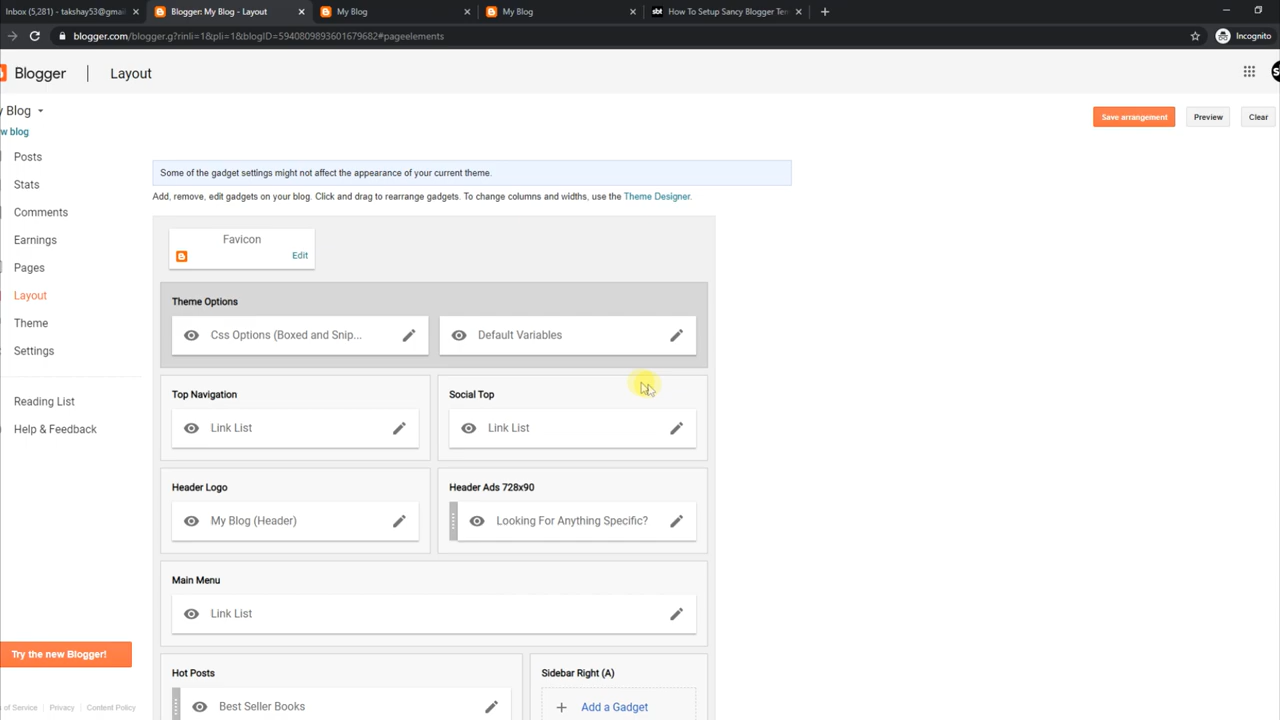 Inbox (5,281) - takshay53@gmai
Blogger: My Blog - Layout
My Blog
My Blog
sbt How To Setup Sancy Blogger Tem
blogger.com/blogger.g?rinli=1&pli=1&blogID=5940809893601679682#pageelements
Incognito
Blogger
Layout
y Blog
w blog
Save arrangement
Preview
Clear
Posts
Stats
Comments
Earnings
Pages
Layout
Theme
Settings
Reading List
Help & Feedback
Try the new Blogger!
of Service
Privacy
Content Policy
Some of the gadget settings might not affect the appearance of your current theme.
Add, remove, edit gadgets on your blog. Click and drag to rearrange gadgets. To change columns and widths, use the Theme Designer.
Favicon
Edit
Theme Options
Css Options (Boxed and Snip...
Default Variables
Top Navigation
Link List
Social Top
Link List
Header Logo
My Blog (Header)
Header Ads 728x90
Looking For Anything Specific?
Main Menu
Link List
Hot Posts
Best Seller Books
Sidebar Right (A)
Add a Gadget